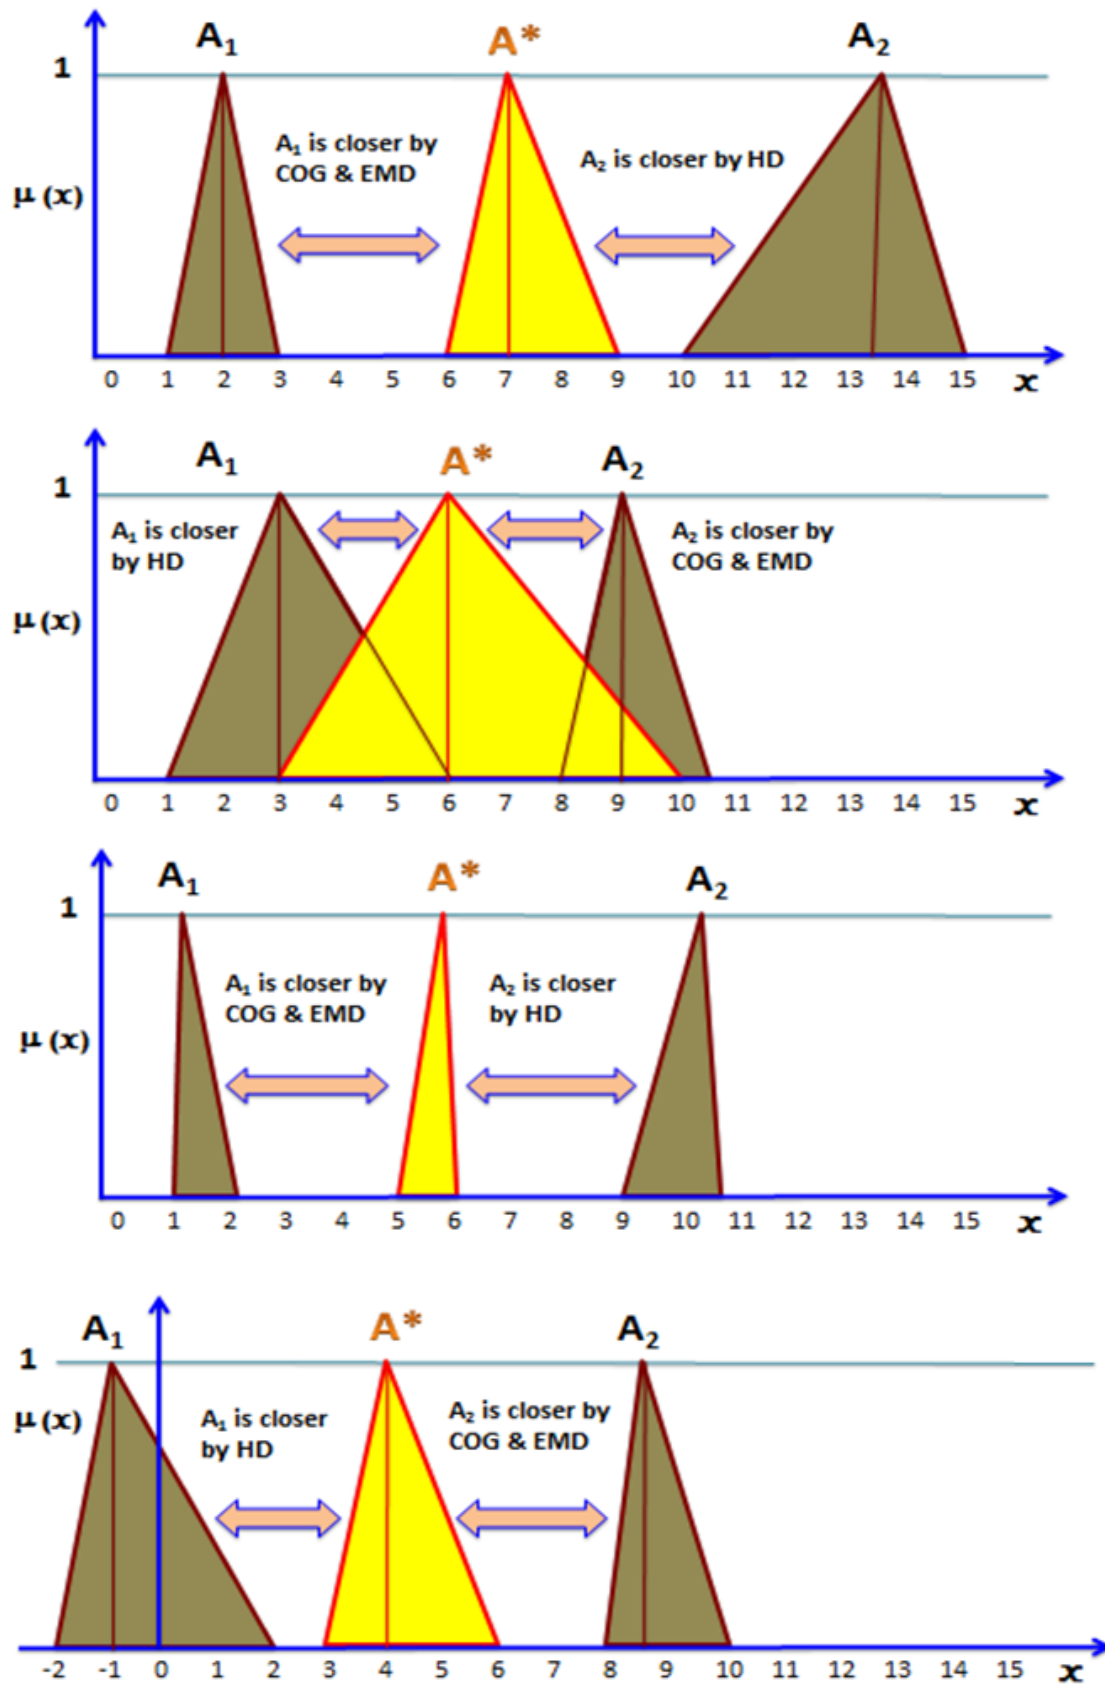 A₁ A* A₂
1
A₁ is closer by
COG & EMD
A₂ is closer by HD
μ (x)
0 1 2 3 4 5 6 7 8 9 10 11 12 13 14 15 x
A₁ A* A₂
1
A₁ is closer
by HD
A₂ is closer by
COG & EMD
μ (x)
0 1 2 3 4 5 6 7 8 9 10 11 12 13 14 15 x
A₁ A* A₂
1
A₁ is closer by
COG & EMD
A₂ is closer
by HD
μ (x)
0 1 2 3 4 5 6 7 8 9 10 11 12 13 14 15 x
A₁ A* A₂
1
μ (x)
A₁ is closer
by HD
A₂ is closer by
COG & EMD
-2 -1 0 1 2 3 4 5 6 7 8 9 10 11 12 13 14 15 x